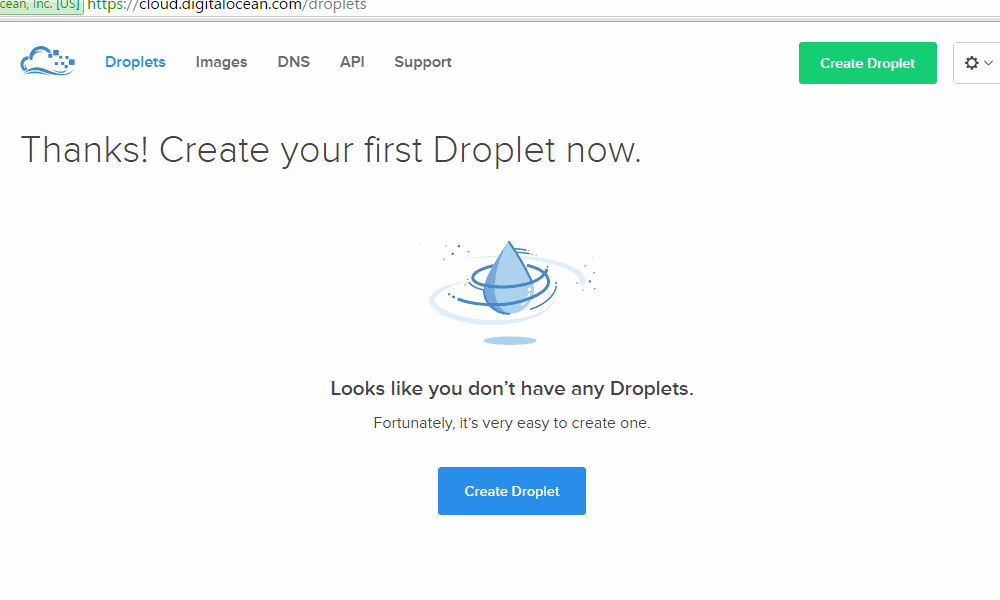 cean, Inc. [US] https://cloud.digitalocean.com/droplets
Droplets Images DNS API Support Create Droplet
Thanks! Create your first Droplet now.
Looks like you don’t have any Droplets.
Fortunately, it’s very easy to create one.
Create Droplet